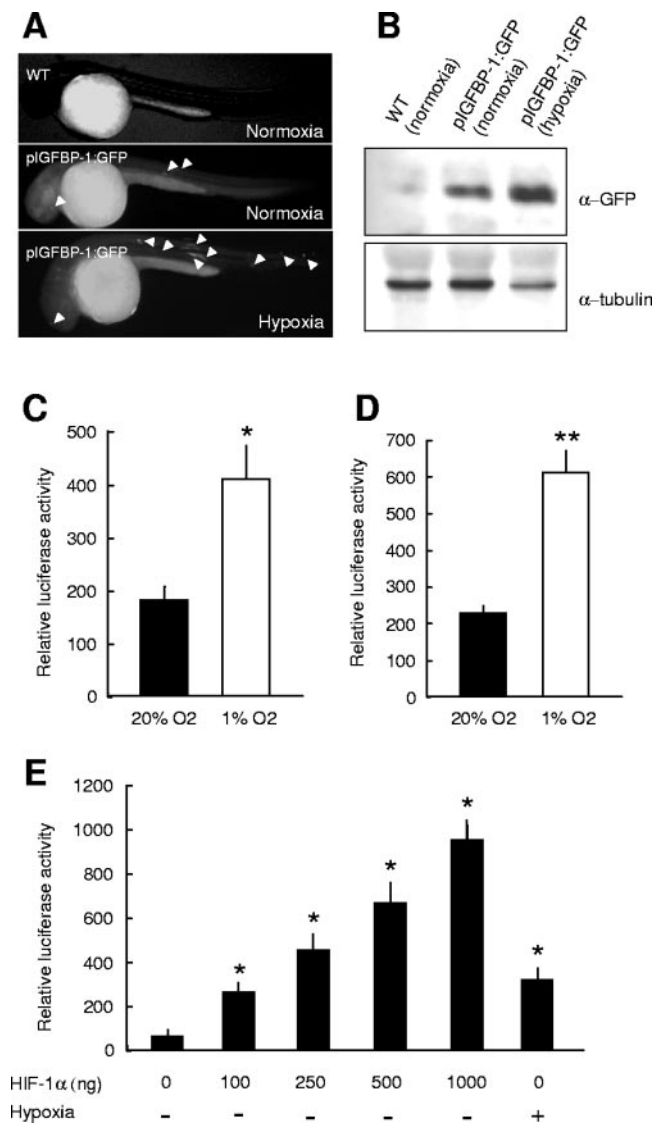 A
WT
Normoxia
pIGFBP-1:GFP
Normoxia
pIGFBP-1:GFP
Hypoxia
B
WT
(normoxia)
pIGFBP-1:GFP
(normoxia)
pIGFBP-1:GFP
(hypoxia)
α-GFP
α-tubulin
C
Relative luciferase activity
500
400
300
200
100
0
*
20% O2 1% O2
D
Relative luciferase activity
700
600
500
400
300
200
100
0
**
20% O2 1% O2
E
Relative luciferase activity
1200
1000
800
600
400
200
0
* * * * *
HIF-1α (ng) 0 100 250 500 1000 0
Hypoxia - - - - - +